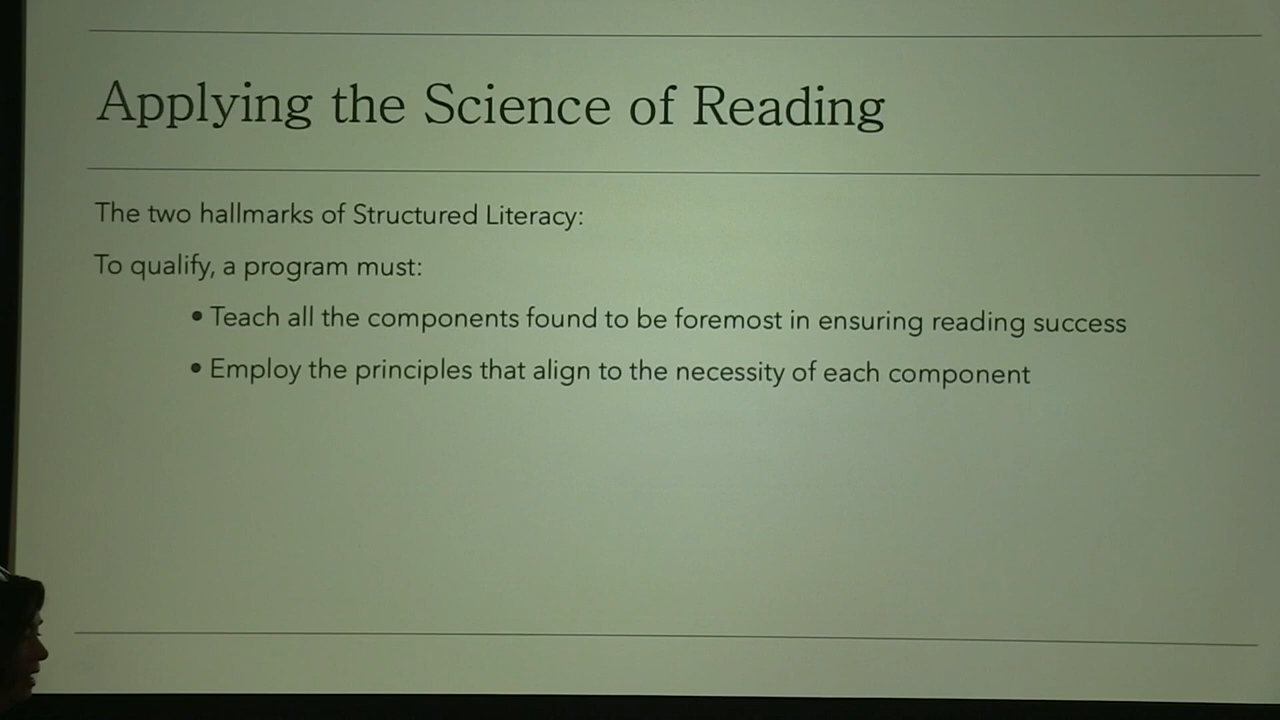 Applying the Science of Reading
The two hallmarks of Structured Literacy:
To qualify, a program must:
• Teach all the components found to be foremost in ensuring reading success
• Employ the principles that align to the necessity of each component